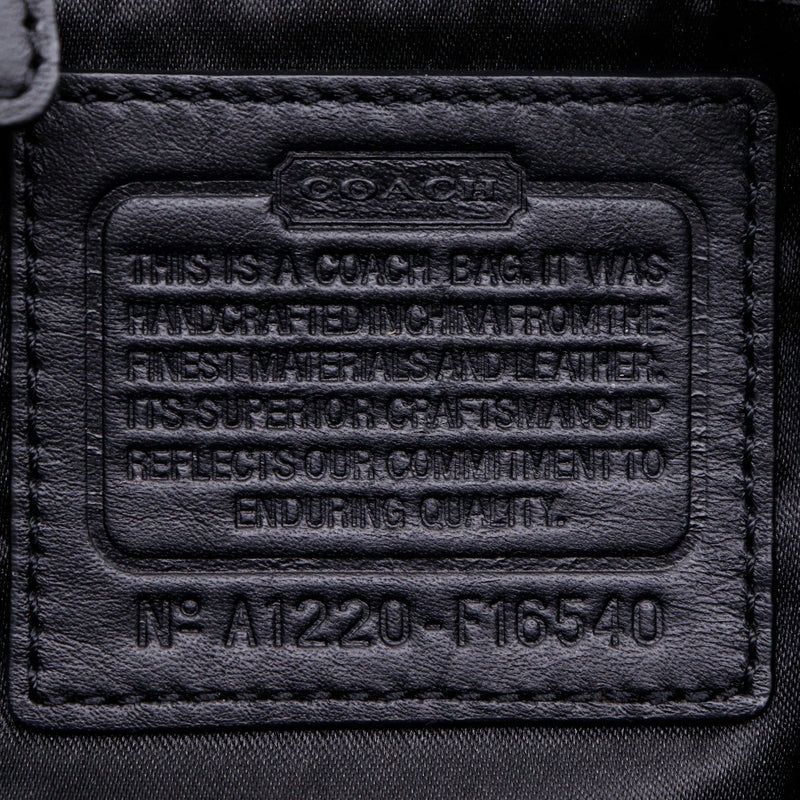 COACH
THIS IS A COACH BAG. IT WAS
HANDCRAFTED IN CHINA FROM THE
FINEST MATERIALS AND LEATHER.
ITS SUPERIOR CRAFTSMANSHIP
REFLECTS OUR COMMITMENT TO
ENDURING QUALITY.
Nº A1220-F16540